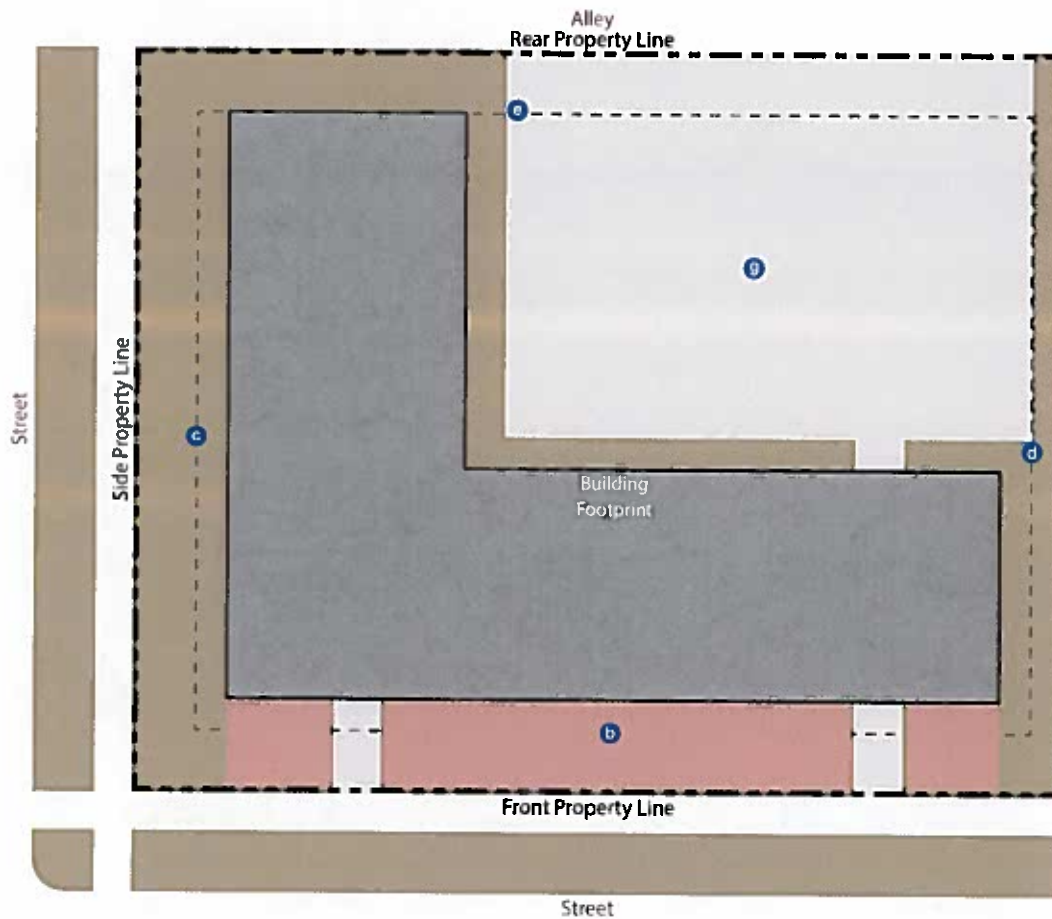 Alley
Rear Property Line
e
g
Street
Side Property Line
c
d
Building
Footprint
b
Front Property Line
Street